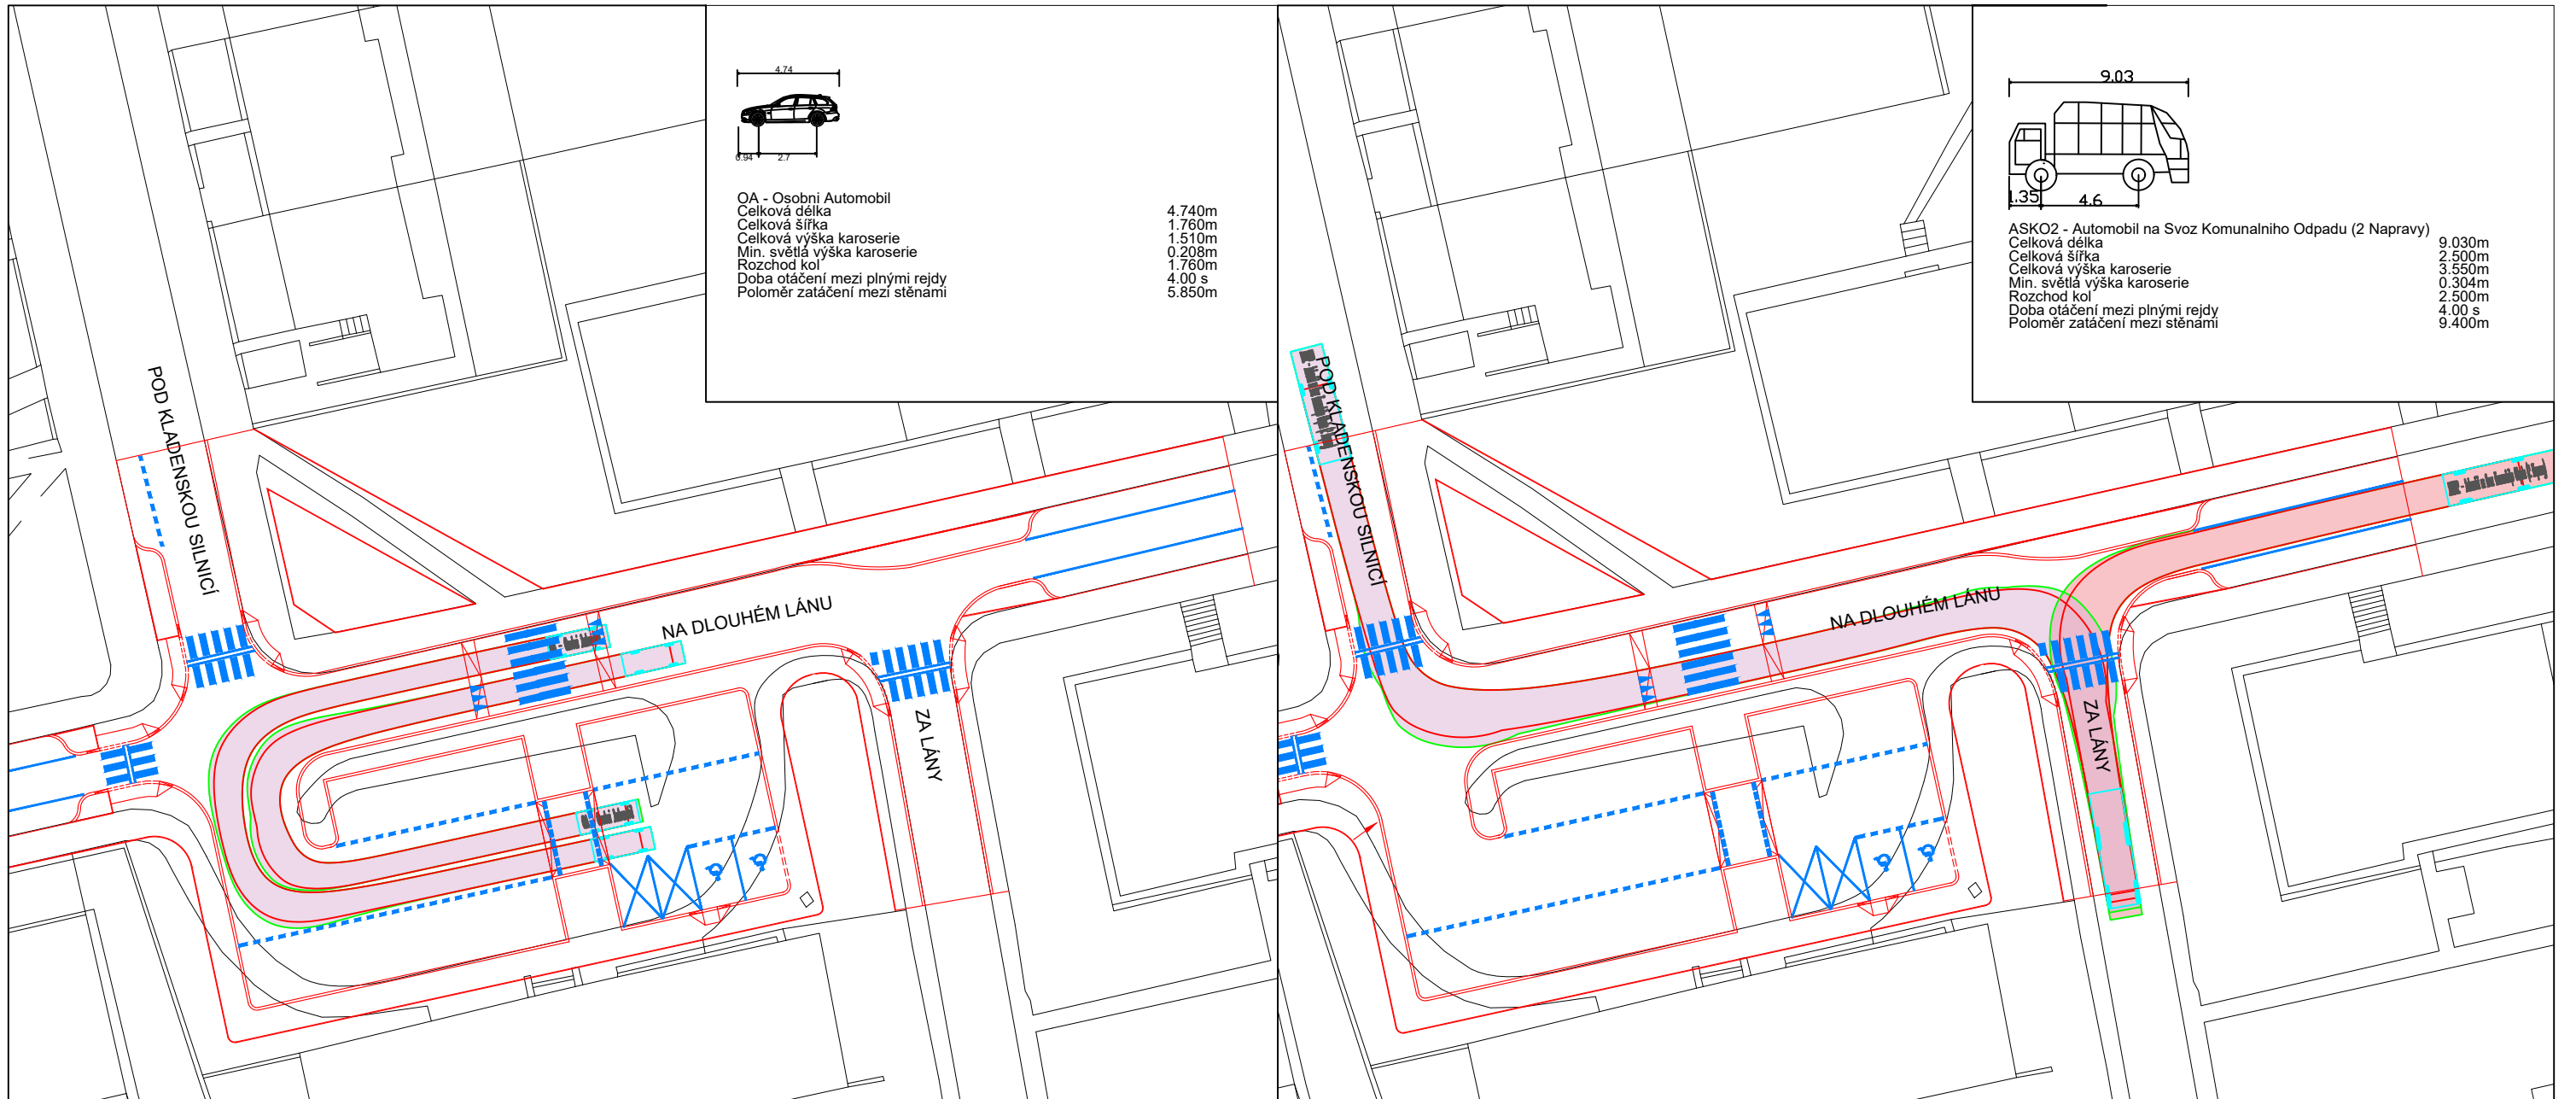 4.74
0.94
2.7
OA - Osobni Automobil
Celková délka 4.740m
Celková šířka 1.760m
Celková výška karoserie 1.510m
Min. světlá výška karoserie 0.208m
Rozchod kol 1.760m
Doba otáčení mezi plnými rejdy 4.00 s
Poloměr zatáčení mezi stěnami 5.850m
POD KLADENSKOU SILNICÍ
NA DLOUHÉM LÁNU
ZA LÁNY
9.03
1.35
4.6
ASKO2 - Automobil na Svoz Komunalniho Odpadu (2 Napravy)
Celková délka 9.030m
Celková šířka 2.500m
Celková výška karoserie 3.550m
Min. světlá výška karoserie 0.304m
Rozchod kol 2.500m
Doba otáčení mezi plnými rejdy 4.00 s
Poloměr zatáčení mezi stěnami 9.400m
POD KLADENSKOU SILNICÍ
NA DLOUHÉM LÁNU
ZA LÁNY